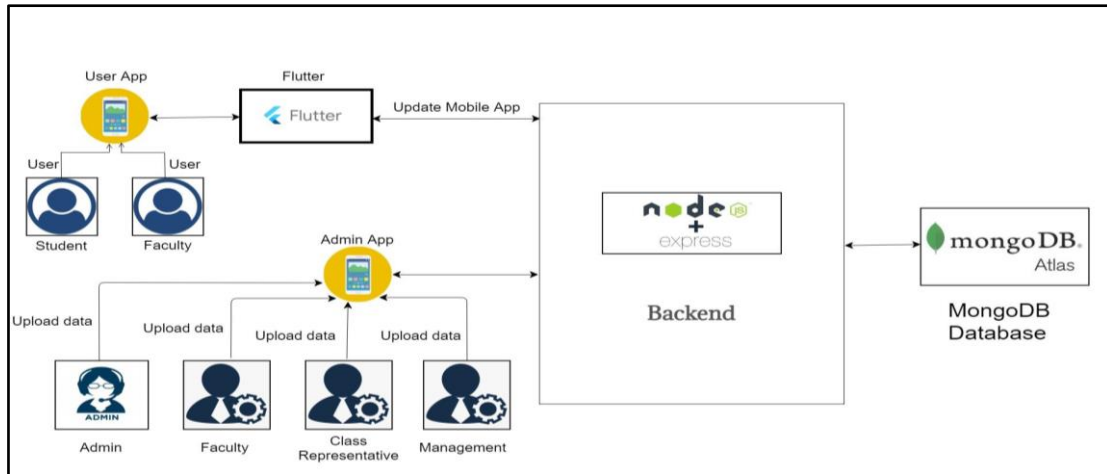 User App
Flutter
Flutter
Update Mobile App
User
User
Student
Faculty
Admin App
Upload data
Upload data
Upload data
Upload data
ADMIN
Admin
Faculty
Class
Representative
Management
node JS
+
express
Backend
mongoDB.
Atlas
MongoDB
Database